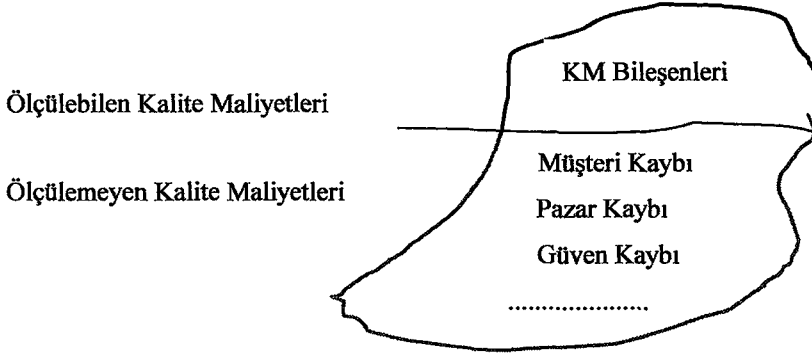 KM Bileşenleri
Ölçülebilen Kalite Maliyetleri
Müşteri Kaybı
Ölçülemeyen Kalite Maliyetleri
Pazar Kaybı
Güven Kaybı
.....................